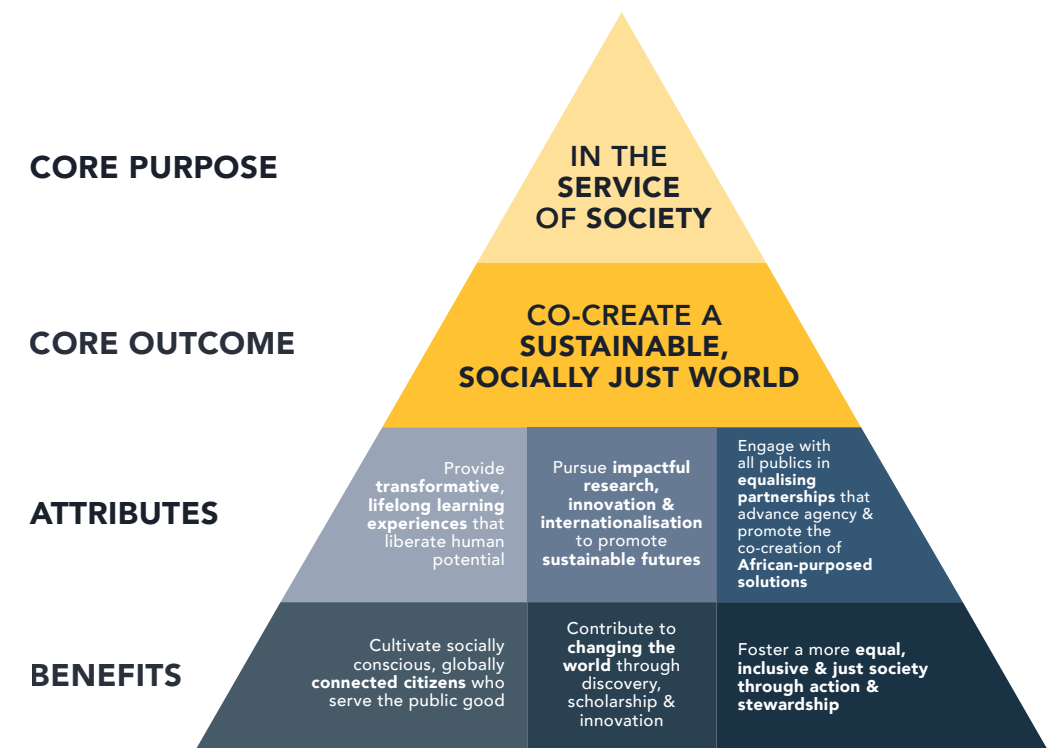 CORE PURPOSE
IN THE
SERVICE
OF SOCIETY
CORE OUTCOME
CO-CREATE A
SUSTAINABLE,
SOCIALLY JUST WORLD
ATTRIBUTES
Provide
transformative,
lifelong learning
experiences that
liberate human
potential
Pursue impactful
research,
innovation &
internationalisation
to promote
sustainable futures
Engage with
all publics in
equalising
partnerships that
advance agency &
promote the
co-creation of
African-purposed
solutions
BENEFITS
Cultivate socially
conscious, globally
connected citizens who
serve the public good
Contribute to
changing the
world through
discovery,
scholarship &
innovation
Foster a more equal,
inclusive & just society
through action &
stewardship